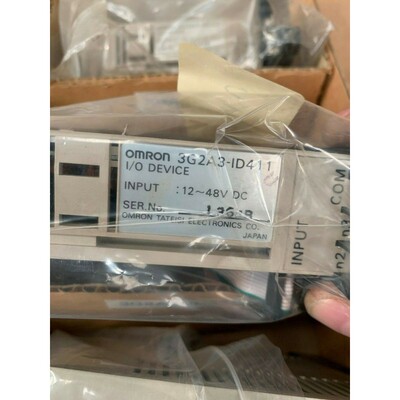 OMRON 3G2A3-ID411
I/O DEVICE
INPUT : 12~48V DC
SER.No.
OMRON TATEISI ELECTRONICS CO.
JAPAN
INPUT
COM